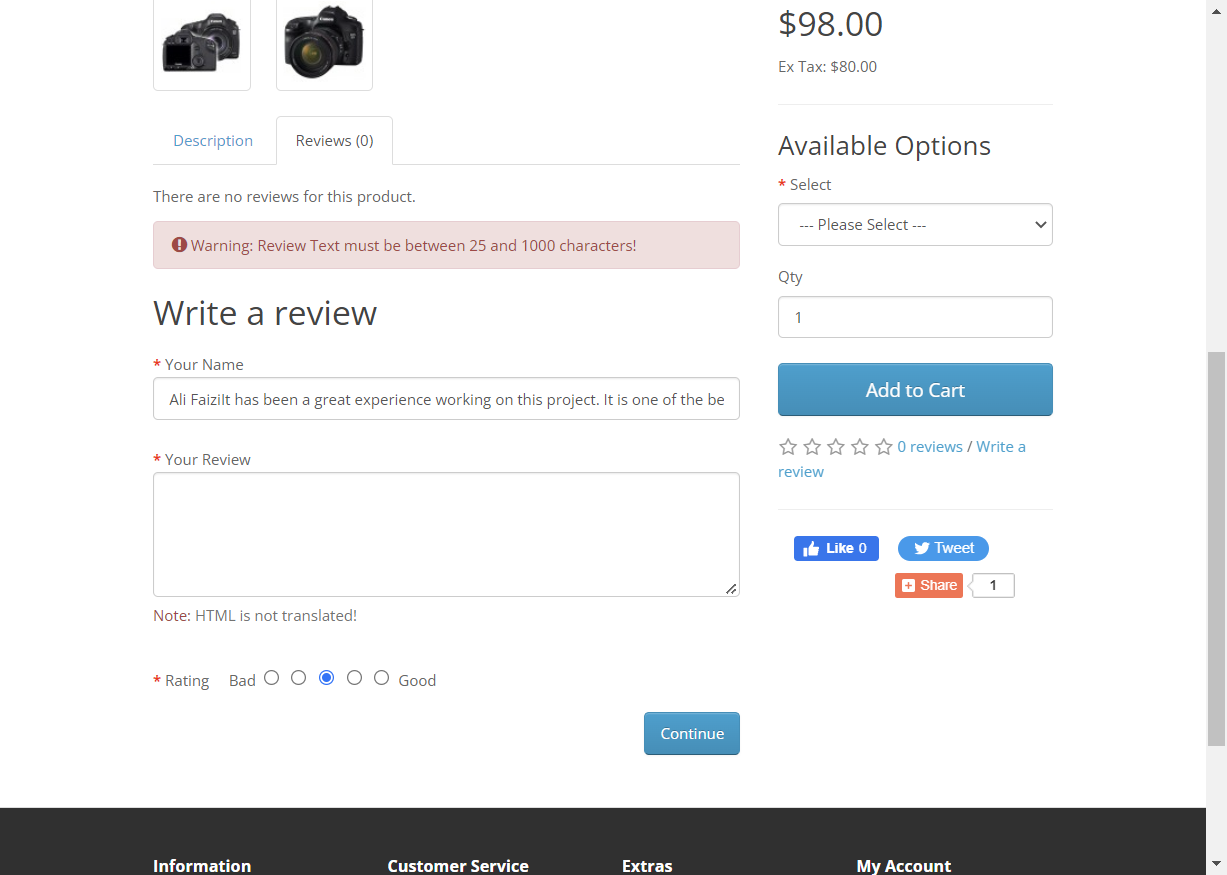 $98.00
Ex Tax: $80.00
Description
Reviews (0)
There are no reviews for this product.
Warning: Review Text must be between 25 and 1000 characters!
Write a review
* Your Name
Ali FaiziIt has been a great experience working on this project. It is one of the be
* Your Review
Note: HTML is not translated!
* Rating Bad Good
Continue
Available Options
* Select
--- Please Select ---
Qty
1
Add to Cart
0 reviews / Write a
review
Like 0
Tweet
Share
1
Information
Customer Service
Extras
My Account